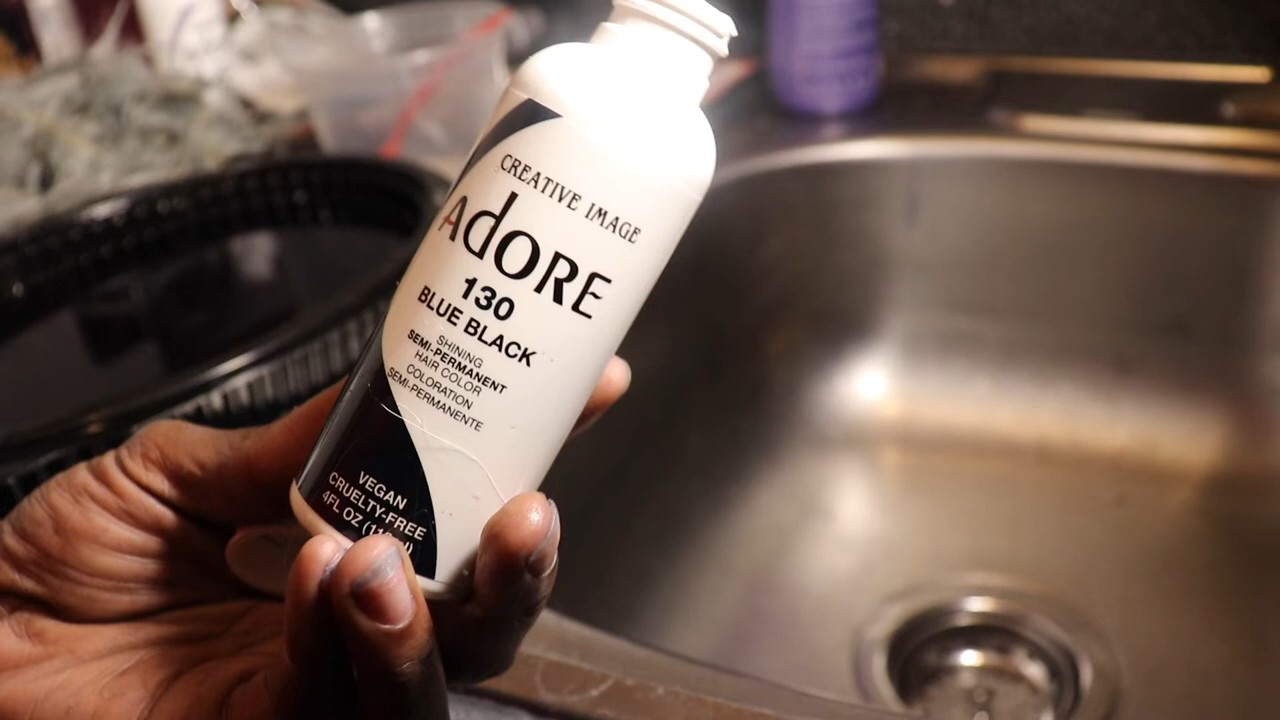 CREATIVE IMAGE
AdORE
130
BLUE BLACK
SHINING
SEMI-PERMANENT
HAIR COLOR
COLORATION
SEMI-PERMANENTE
VEGAN
CRUELTY-FREE
4FL OZ